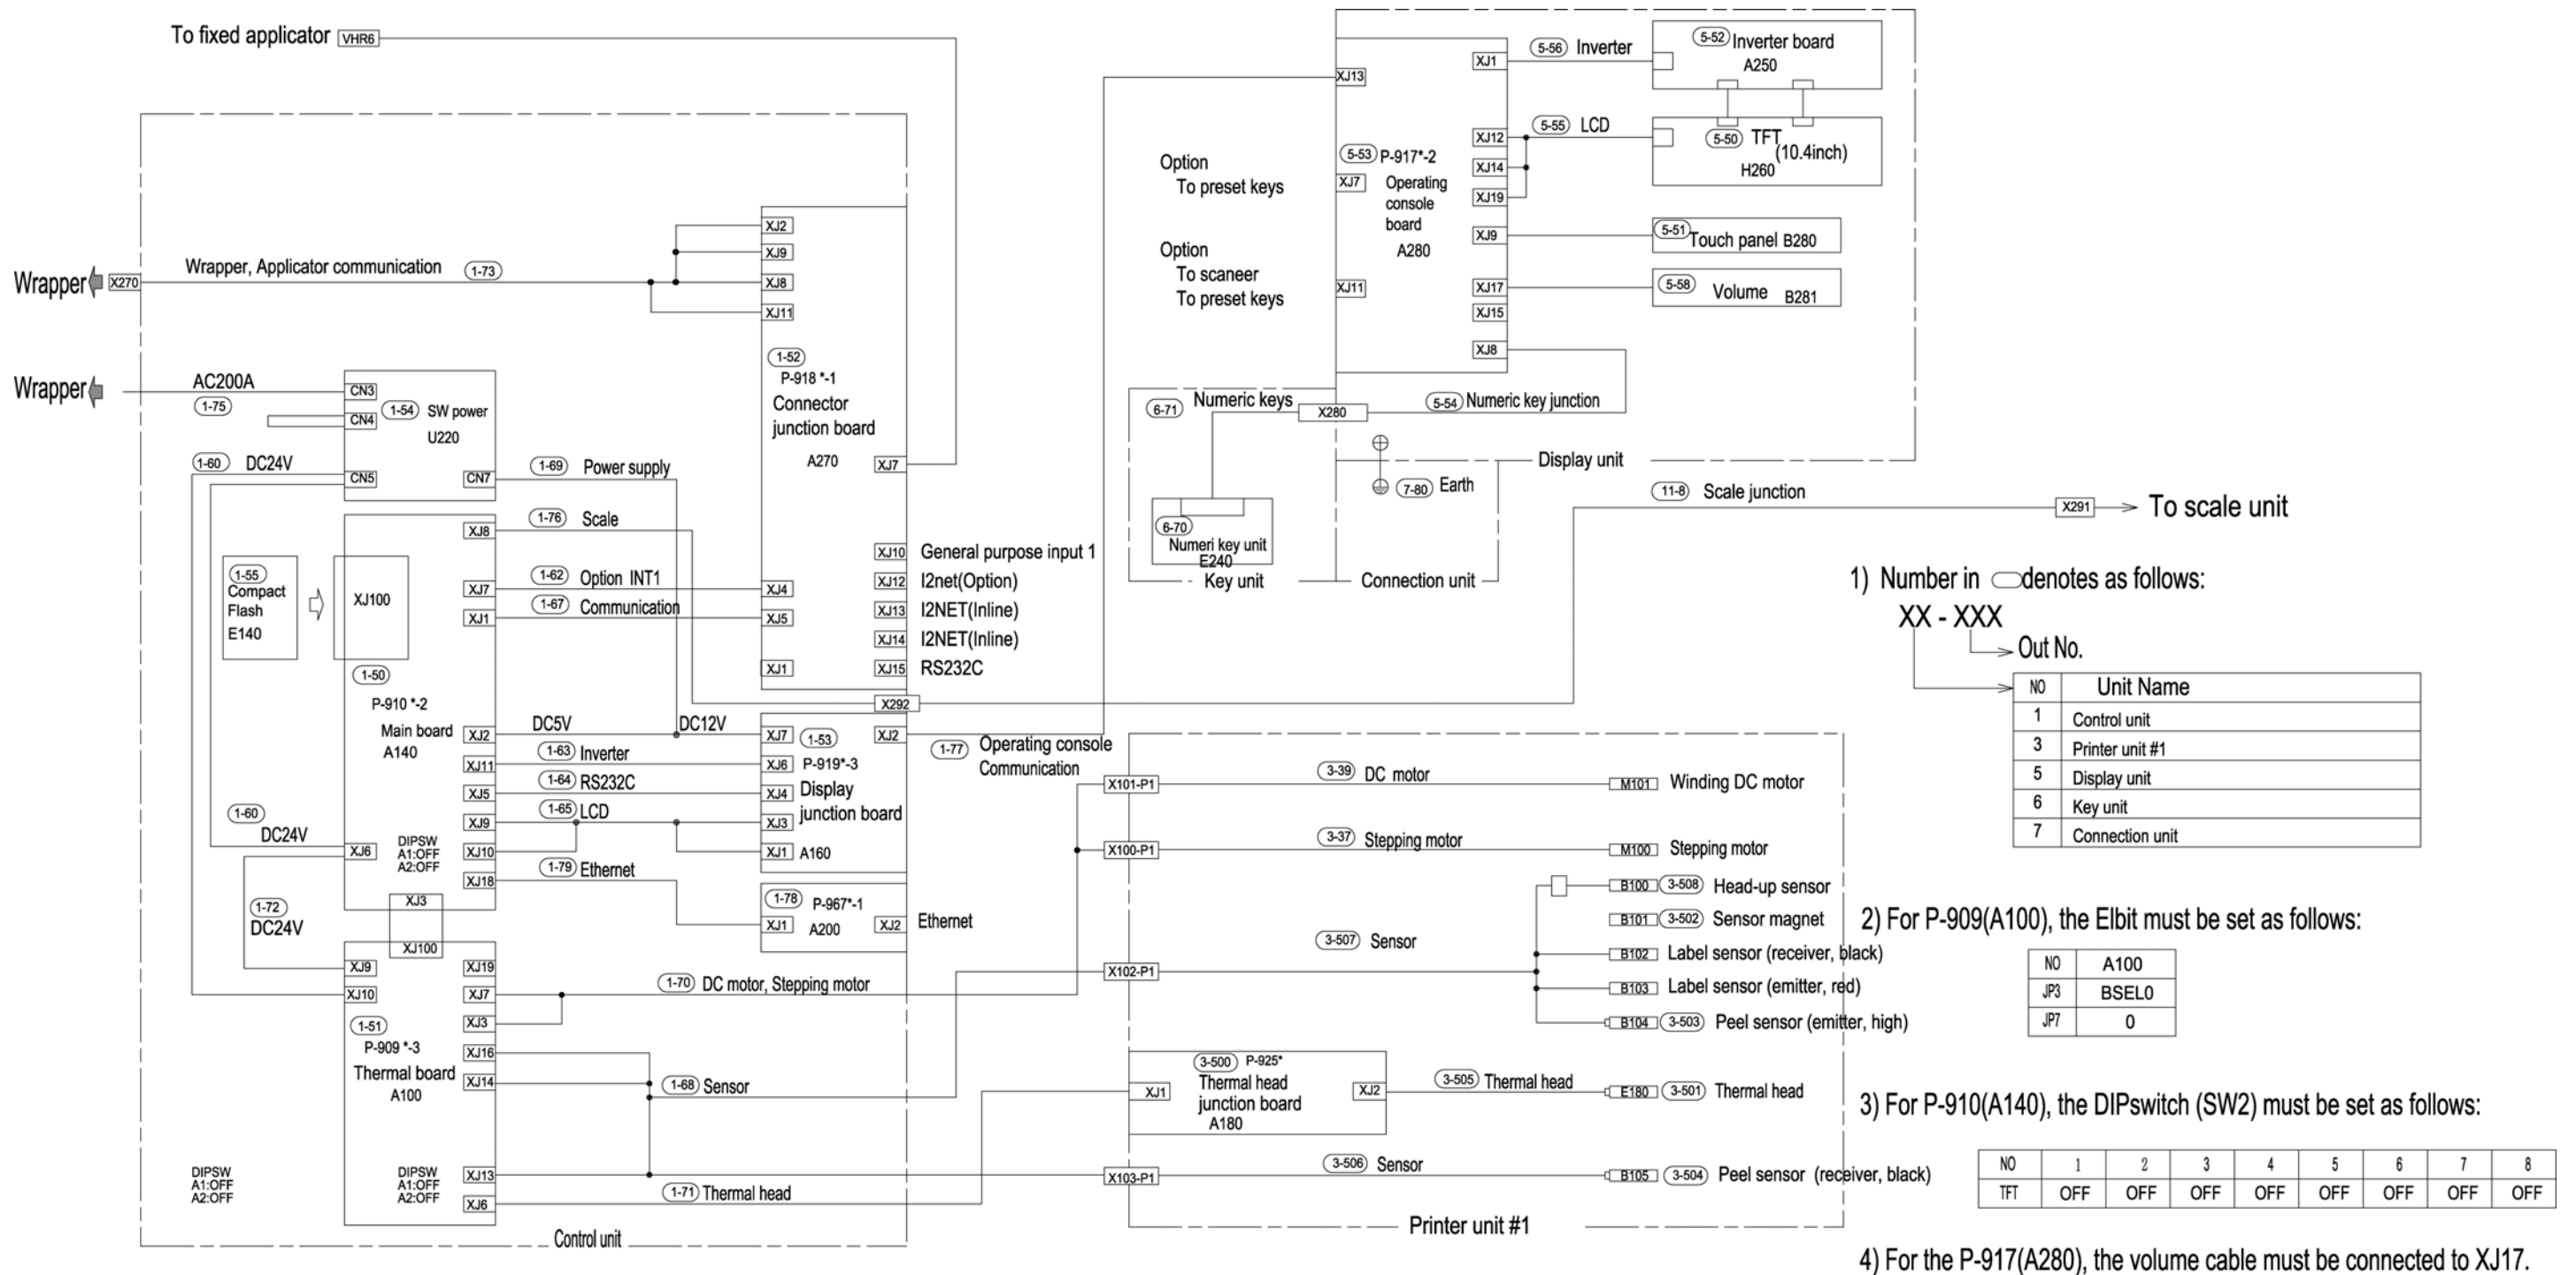 To fixed applicator VHR6
Wrapper X270
Wrapper, Applicator communication 1-73
XJ2
XJ9
XJ8
XJ11
1-52
P-918 *-1
Connector
junction board
A270
XJ7
XJ10 General purpose input 1
XJ12 I2net(Option)
XJ13 I2NET(Inline)
XJ14 I2NET(Inline)
XJ15 RS232C
XJ4
XJ5
XJ1
Wrapper
AC200A
1-75
CN3
CN4
CN5
CN7
1-54 SW power
U220
1-60 DC24V
1-69 Power supply
1-76 Scale
1-62 Option INT1
1-67 Communication
XJ8
XJ7
XJ1
1-55
Compact
Flash
E140
XJ100
1-50
P-910 *-2
Main board
A140
XJ2
XJ11
XJ5
XJ9
XJ10
XJ18
DC5V
DC12V
1-63 Inverter
1-64 RS232C
1-65 LCD
1-79 Ethernet
1-60
DC24V
XJ6
DIPSW
A1:OFF
A2:OFF
XJ3
XJ100
1-72
DC24V
X292
XJ7
XJ6
XJ4
XJ3
XJ1
1-53
P-919*-3
Display
junction board
A160
XJ2
1-77 Operating console
Communication
1-78 P-967*-1
XJ1 A200 XJ2 Ethernet
XJ9
XJ10
XJ19
XJ7
XJ3
XJ16
XJ14
XJ13
XJ6
1-51
P-909 *-3
Thermal board
A100
1-70 DC motor, Stepping motor
1-68 Sensor
1-71 Thermal head
DIPSW
A1:OFF
A2:OFF
DIPSW
A1:OFF
A2:OFF
Control unit
XJ13
Option
To preset keys
XJ7
Option
To scaneer
To preset keys
XJ11
5-53 P-917*-2
Operating
console
board
A280
XJ1
XJ12
XJ14
XJ19
XJ9
XJ17
XJ15
XJ8
5-56 Inverter
5-52 Inverter board
A250
5-55 LCD
5-50 TFT
(10.4inch)
H260
5-51 Touch panel B280
5-58 Volume B281
6-71 Numeric keys
X280
5-54 Numeric key junction
7-80 Earth
Display unit
6-70
Numeri key unit
E240
Key unit
Connection unit
11-8 Scale junction
X291 To scale unit
X101-P1 3-39 DC motor M101 Winding DC motor
X100-P1 3-37 Stepping motor M100 Stepping motor
B100 3-508 Head-up sensor
B101 3-502 Sensor magnet
X102-P1 3-507 Sensor
B102 Label sensor (receiver, black)
B103 Label sensor (emitter, red)
B104 3-503 Peel sensor (emitter, high)
3-500 P-925*
Thermal head
junction board
A180
XJ1
XJ2
3-505 Thermal head E180 3-501 Thermal head
X103-P1 3-506 Sensor B105 3-504 Peel sensor (receiver, black)
Printer unit #1
1) Number in denotes as follows:
XX - XXX
Out No.
NO Unit Name
1 Control unit
3 Printer unit #1
5 Display unit
6 Key unit
7 Connection unit
2) For P-909(A100), the Elbit must be set as follows:
NO A100
JP3 BSEL0
JP7 0
3) For P-910(A140), the DIPswitch (SW2) must be set as follows:
NO 1 2 3 4 5 6 7 8
TFT OFF OFF OFF OFF OFF OFF OFF OFF
4) For the P-917(A280), the volume cable must be connected to XJ17.